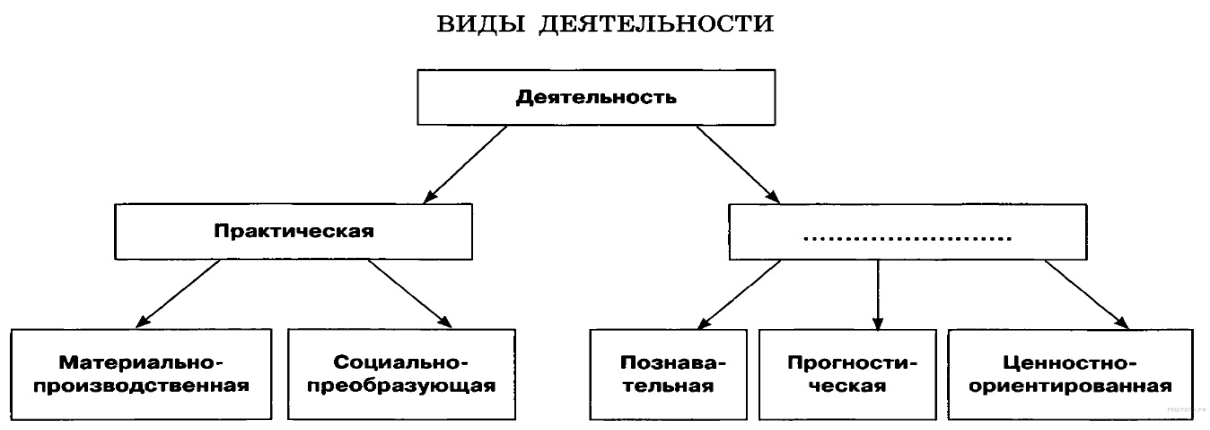 ВИДЫ ДЕЯТЕЛЬНОСТИ
Деятельность
Практическая
.........................
Материально-
производственная
Социально-
преобразующая
Познава-
тельная
Прогности-
ческая
Ценностно-
ориентированная